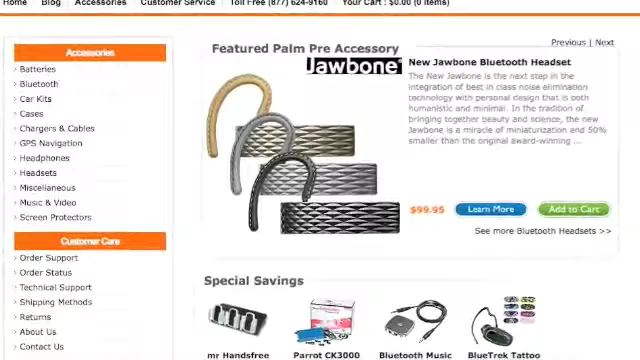 Home | Blog | Accessories | Customer Service | Toll Free (877) 624-9160 | Your Cart : $0.00 (0 Items)
Accessories
Batteries
Bluetooth
Car Kits
Cases
Chargers & Cables
GPS Navigation
Headphones
Headsets
Miscellaneous
Music & Video
Screen Protectors
Customer Care
Order Support
Order Status
Technical Support
Shipping Methods
Returns
About Us
Contact Us
Previous | Next
Featured Palm Pre Accessory
Jawbone
New Jawbone Bluetooth Headset
The New Jawbone is the next step in the
integration of best in class noise elimination
technology with personal design that is both
humanistic and minimal. In the tradition of
bringing together beauty and science, the new
Jawbone is a miracle of miniaturization and 50%
smaller than the original award-winning ...
$99.95
Learn More
Add to Cart
See more Bluetooth Headsets >>
Special Savings
mr Handsfree
Parrot CK3000
Bluetooth Music
BlueTrek Tattoo